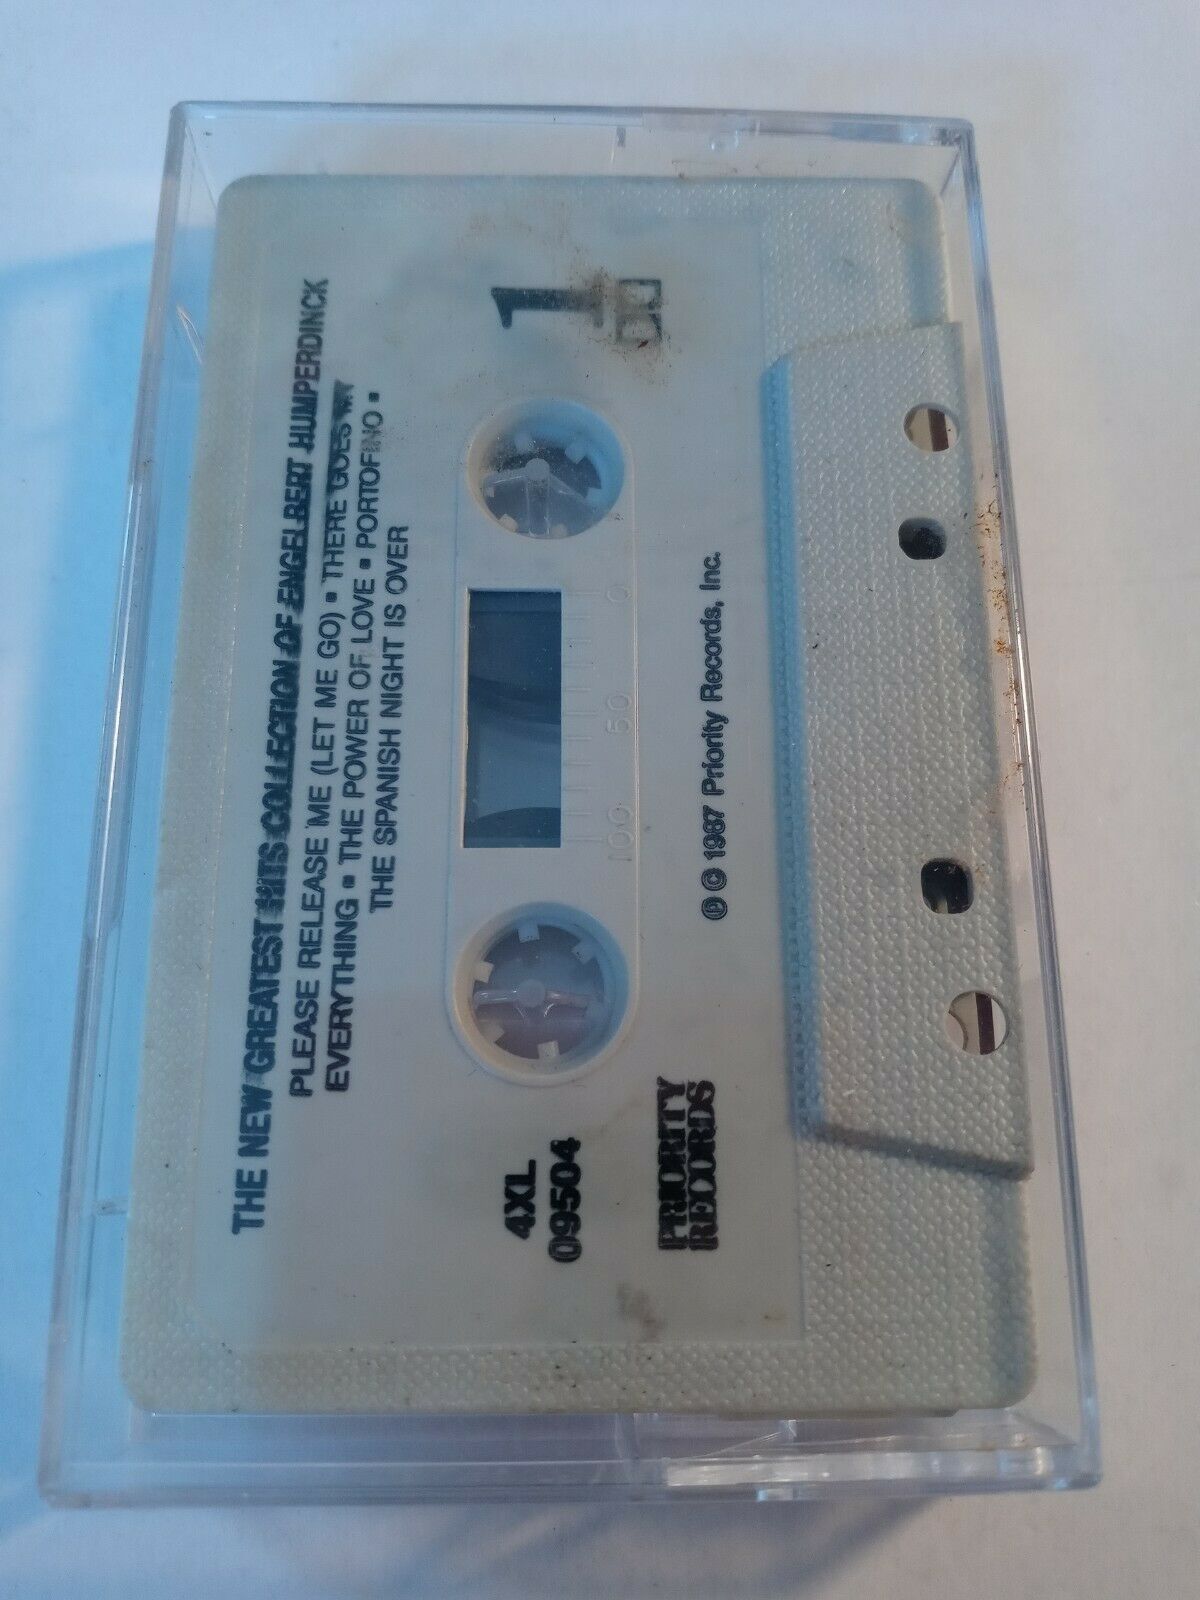 THE NEW GREATEST HITS COLLECTION OF ENGELBERT HUMPERDINCK
PLEASE RELEASE ME (LET ME GO) ▪ THERE GOES MY
EVERYTHING ▪ THE POWER OF LOVE ▪ PORTOFINO ▪
THE SPANISH NIGHT IS OVER
4XL
09504
1
100 50 0
PRIORITY
RECORDS
℗ © 1987 Priority Records, Inc.